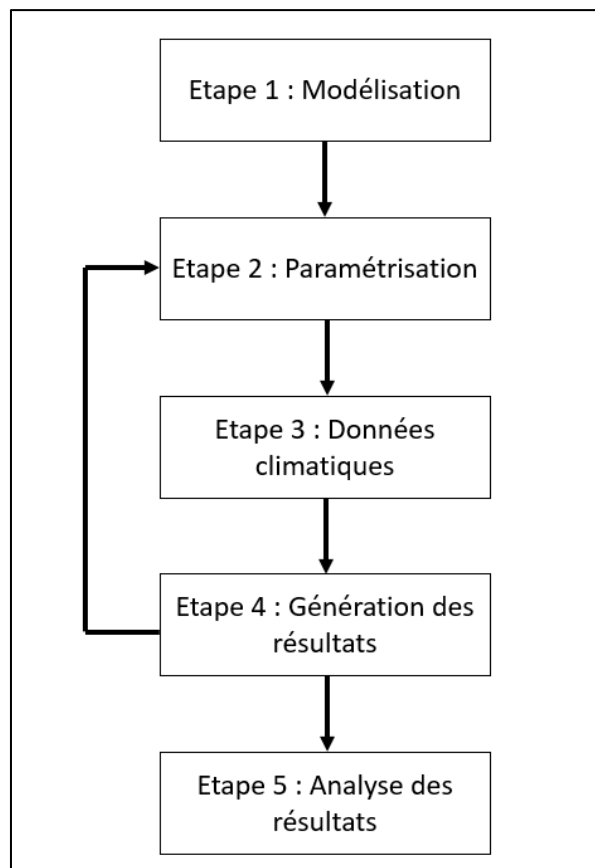 Etape 1 : Modélisation
Etape 2 : Paramétrisation
Etape 3 : Données
climatiques
Etape 4 : Génération des
résultats
Etape 5 : Analyse des
résultats